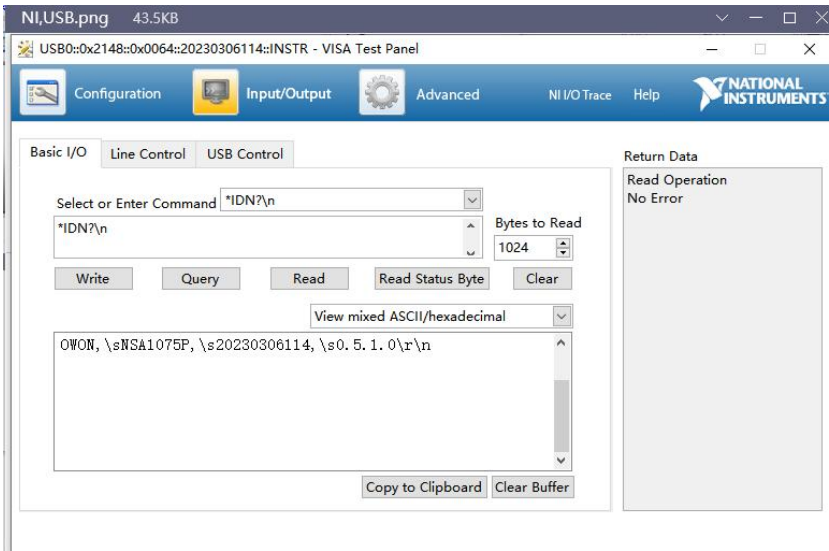 NI,USB.png 43.5KB
USB0::0x2148::0x0064::20230306114::INSTR - VISA Test Panel
Configuration Input/Output Advanced NI I/O Trace Help NATIONAL INSTRUMENTS
Basic I/O Line Control USB Control
Select or Enter Command *IDN?\n
*IDN?\n
Bytes to Read
1024
Write Query Read Read Status Byte Clear
View mixed ASCII/hexadecimal
OWON,\sNSA1075P,\s20230306114,\s0.5.1.0\r\n
Copy to Clipboard Clear Buffer
Return Data
Read Operation
No Error